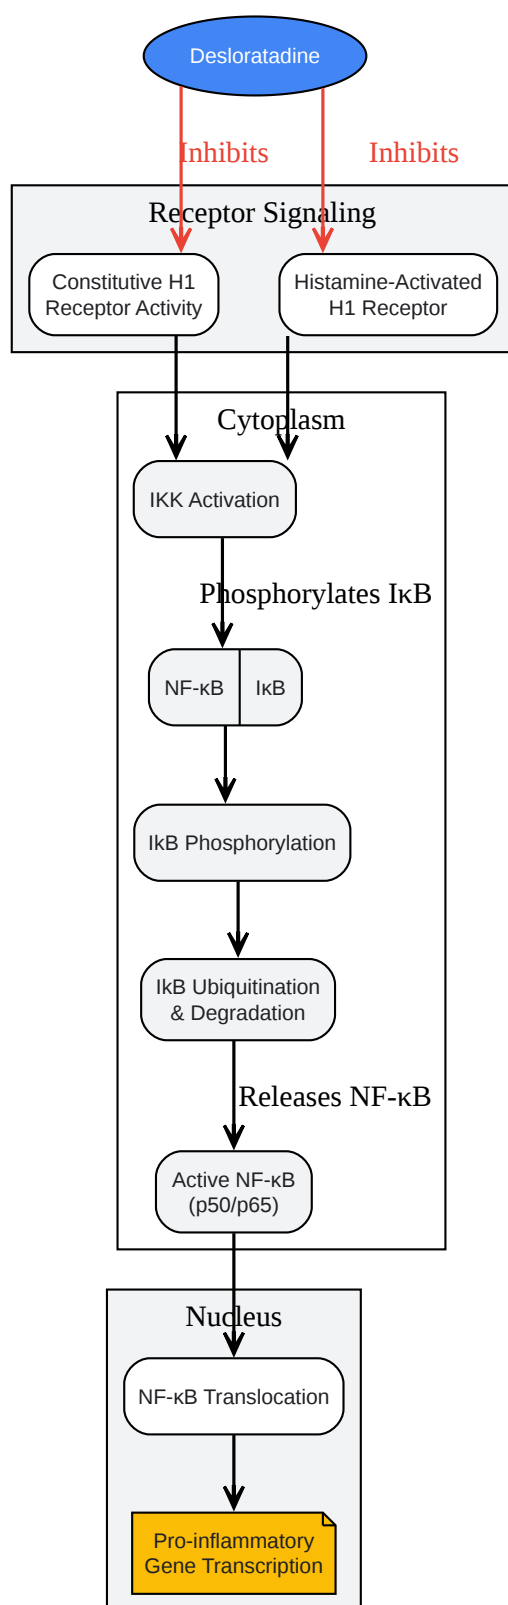 Desloratadine
Inhibits
Inhibits
Receptor Signaling
Constitutive H1
Receptor Activity
Histamine-Activated
H1 Receptor
Cytoplasm
IKK Activation
Phosphorylates IκB
NF-κB
IκB
IkB Phosphorylation
IkB Ubiquitination
& Degradation
Releases NF-κB
Active NF-κB
(p50/p65)
Nucleus
NF-κB Translocation
Pro-inflammatory
Gene Transcription